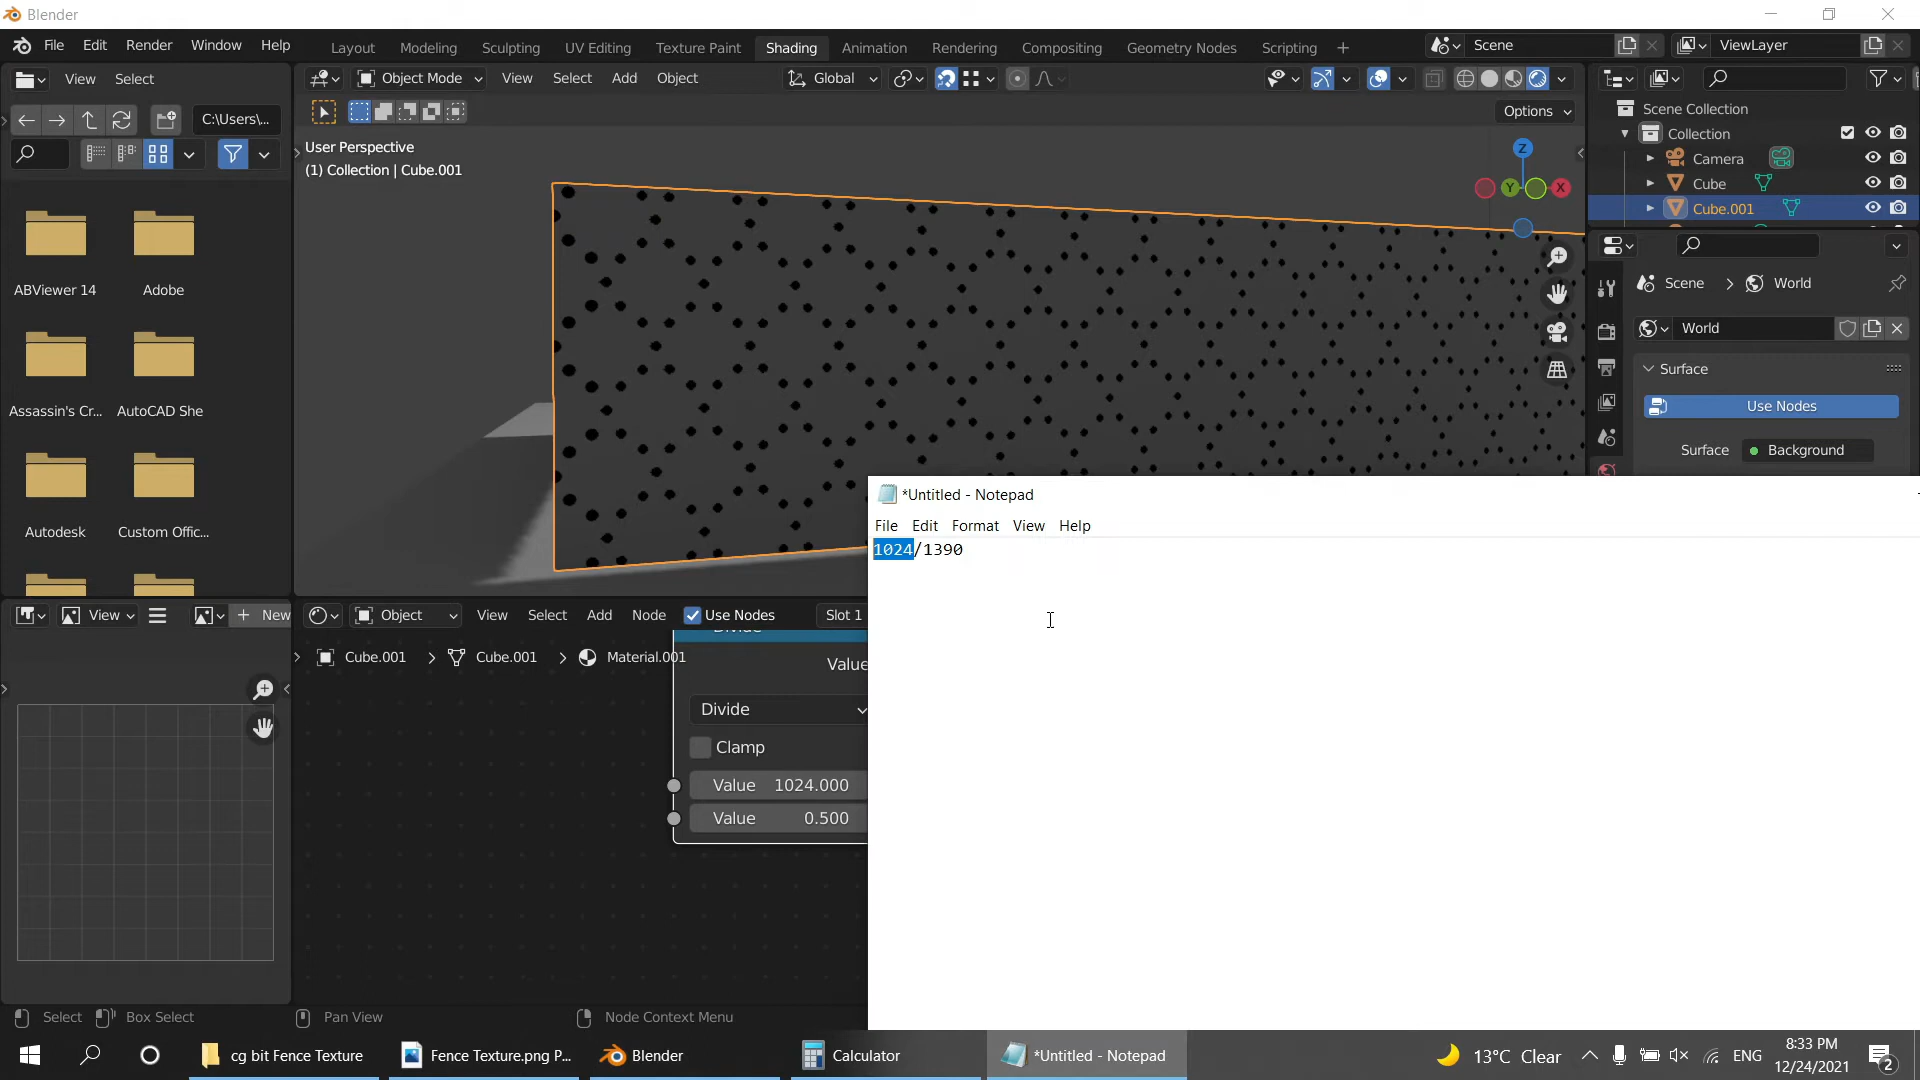 Blender
File Edit Render Window Help
Layout Modeling Sculpting UV Editing Texture Paint Shading Animation Rendering Compositing Geometry Nodes Scripting +
Scene
ViewLayer
View Select
Object Mode View Select Add Object
Global
C:\Users\...
Options
User Perspective
(1) Collection | Cube.001
Z
Y
X
Scene Collection
Collection
Camera
Cube
Cube.001
ABViewer 14
Adobe
Scene > World
World
Surface
Use Nodes
Surface Background
Assassin's Cr...
AutoCAD She
Autodesk
Custom Offic...
*Untitled - Notepad
File Edit Format View Help
1024/1390
View
New
Object View Select Add Node Use Nodes Slot 1
Cube.001 > Cube.001 > Material.001
Divide
Value
Divide
Clamp
Value 1024.000
Value 0.500
Select Box Select Pan View Node Context Menu
cg bit Fence Texture
Fence Texture.png P...
Blender
Calculator
*Untitled - Notepad
13°C Clear
ENG
8:33 PM
12/24/2021
2